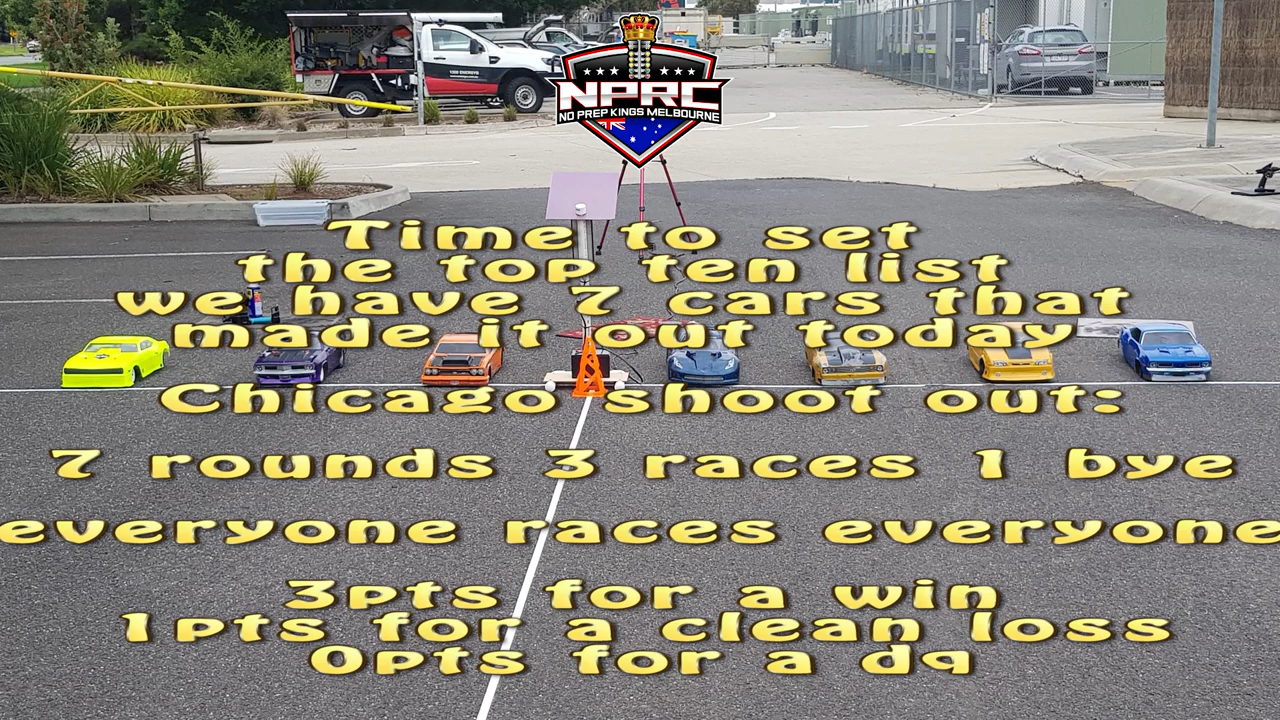 NPRC
NO PREP KINGS MELBOURNE
Time to set
the top ten list
we have 7 cars that
made it out today
Chicago shoot out:
7 rounds 3 races 1 bye
everyone races everyone
3pts for a win
1pts for a clean loss
0pts for a dq